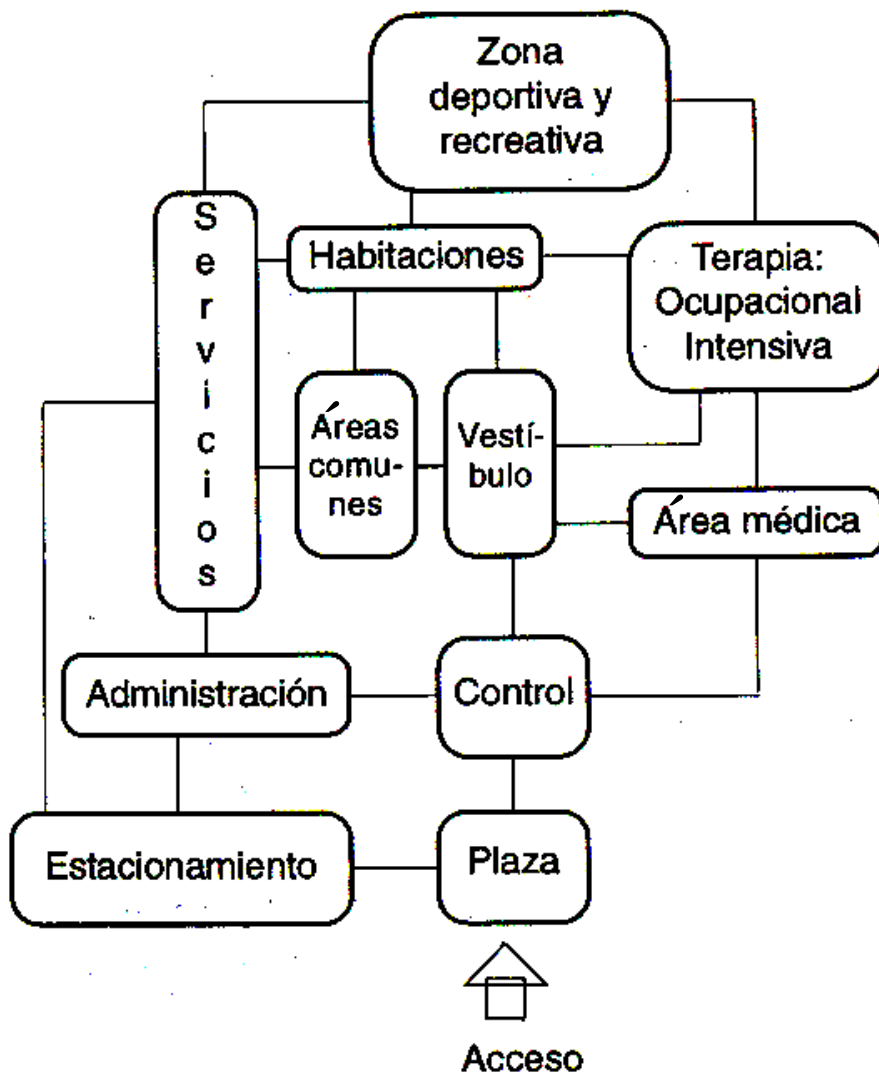 Zona
deportiva y
recreativa
Servicios
Habitaciones
Terapia:
Ocupacional
Intensiva
Áreas
comu-
nes
Vestí-
bulo
Área médica
Administración
Control
Estacionamiento
Plaza
Acceso